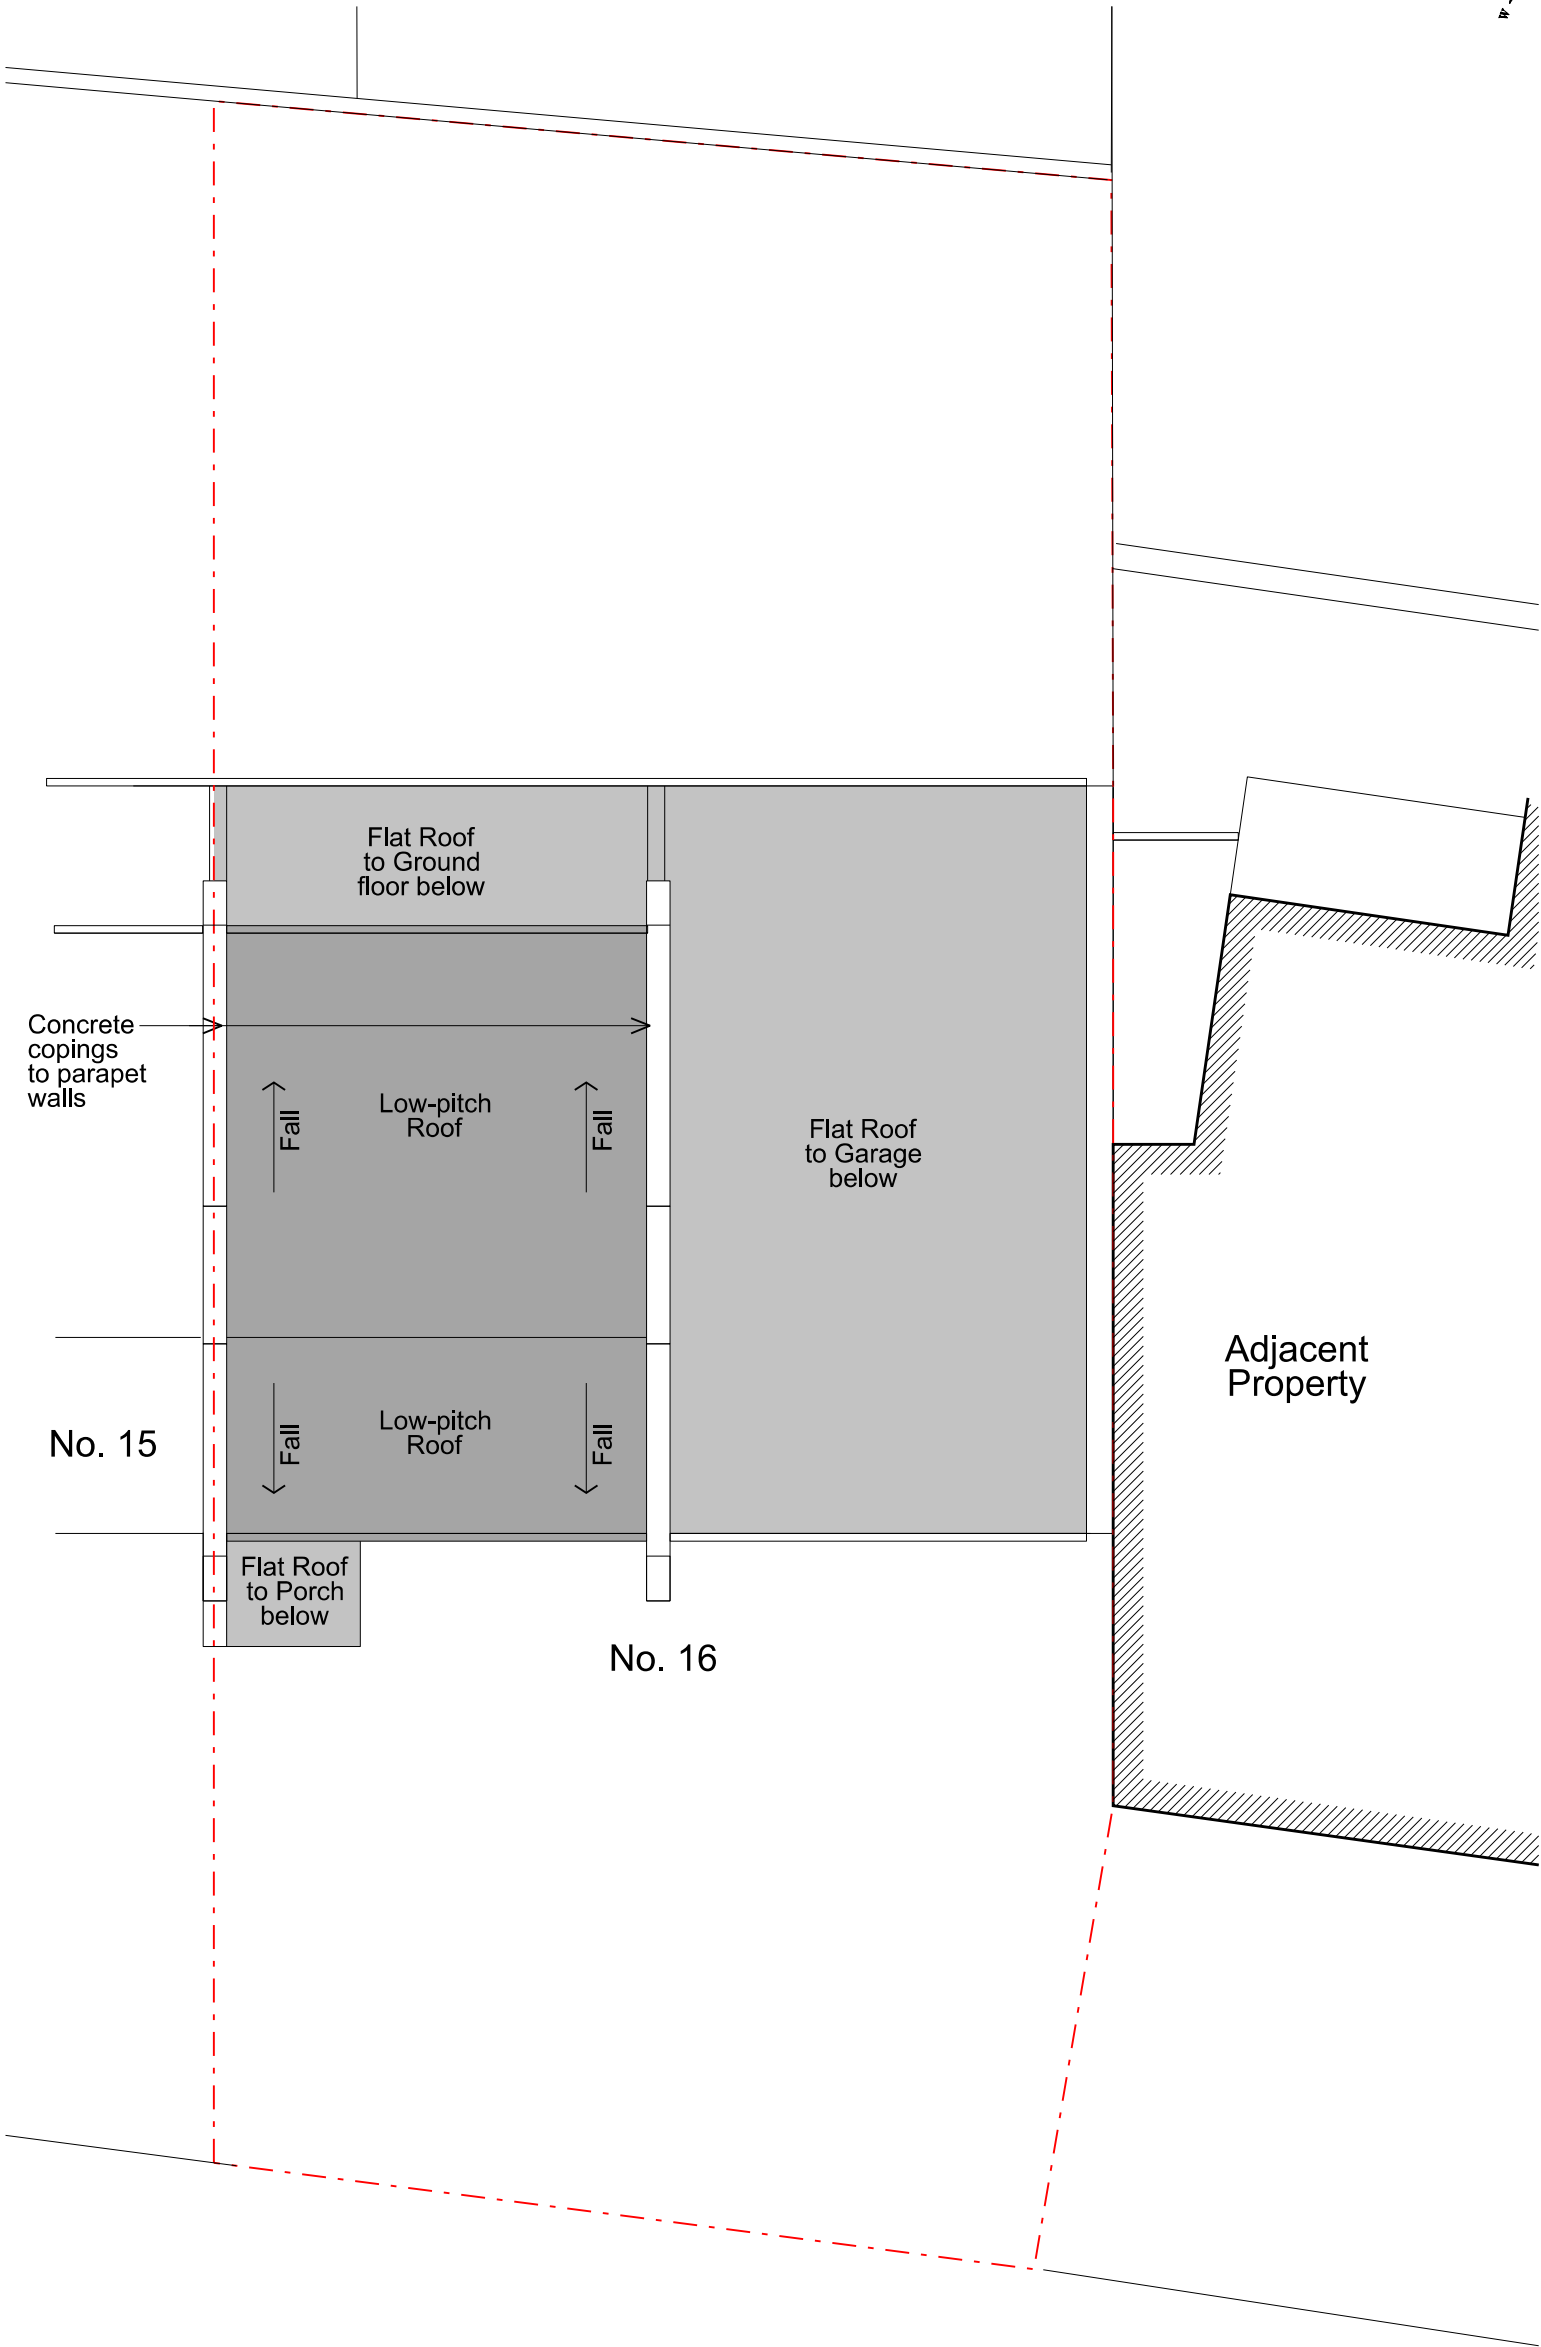 W
Flat Roof
to Ground
floor below
Concrete
copings
to parapet
walls
Fall
Low-pitch
Roof
Fall
Flat Roof
to Garage
below
Adjacent
Property
No. 15
Fall
Low-pitch
Roof
Fall
Flat Roof
to Porch
below
No. 16